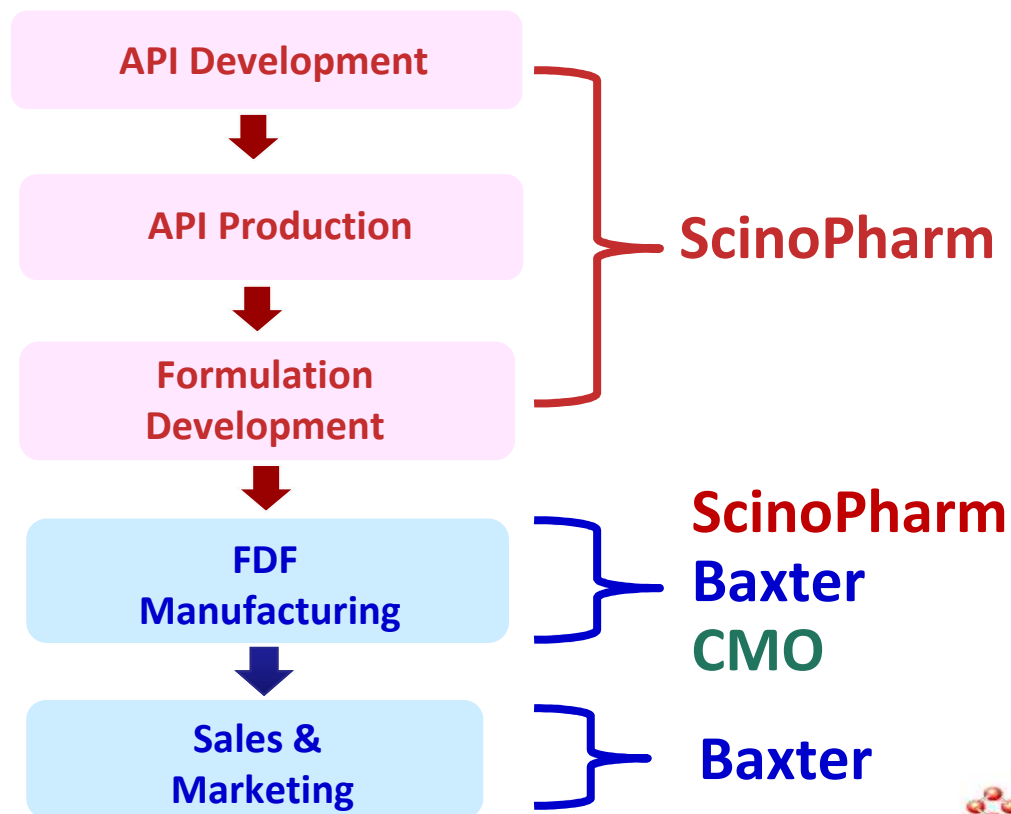 API Development
API Production
ScinoPharm
Formulation
Development
FDF
Manufacturing
ScinoPharm
Baxter
CMO
Sales &
Marketing
Baxter